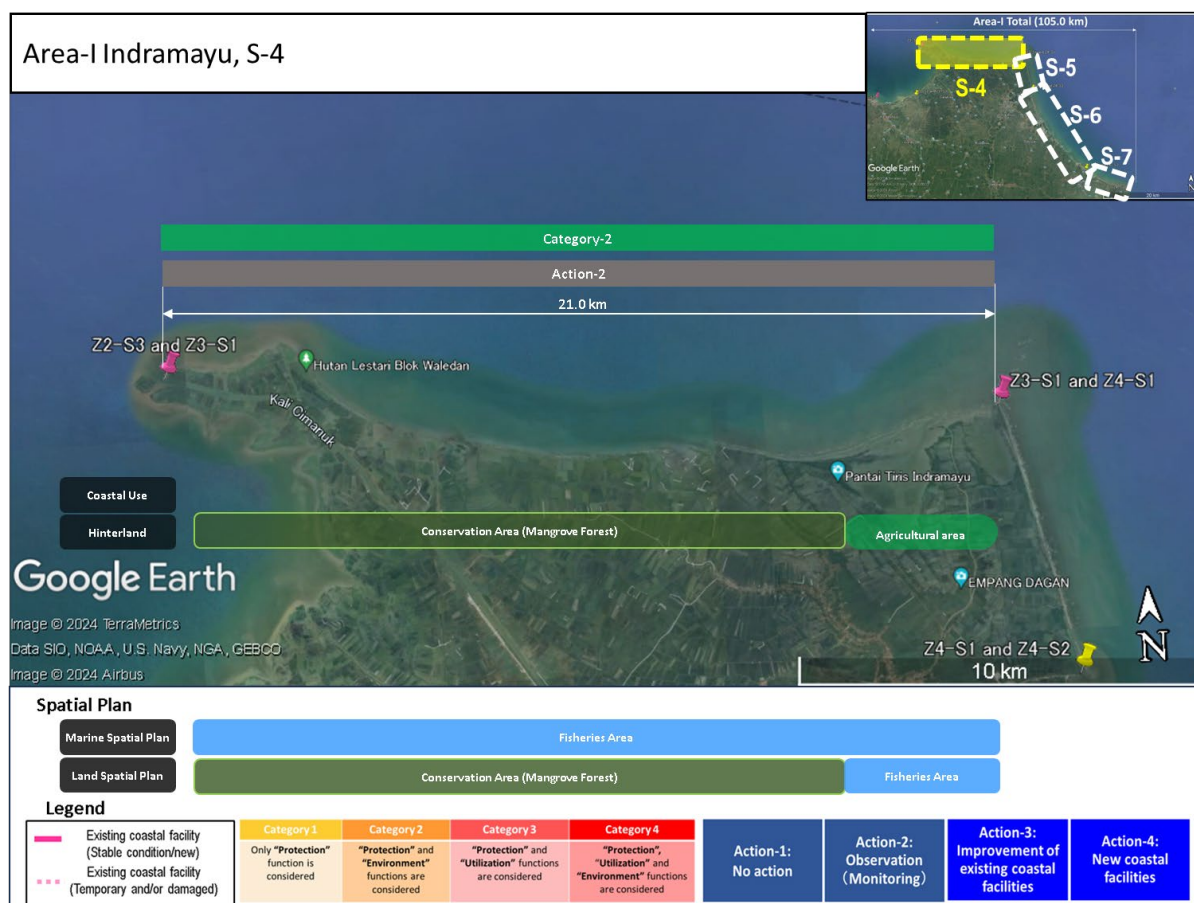 Area-I Indramayu, S-4
Area-I Total (105.0 km)
S-4
S-5
S-6
S-7
Google Earth
N
Category-2
Action-2
21.0 km
Z2-S3 and Z3-S1
Hutan Lestari Blok Waledan
Kali Cimanuk
Z3-S1 and Z4-S1
Pantai Tiris Indramayu
Coastal Use
Hinterland
Conservation Area (Mangrove Forest)
Agricultural area
Google Earth
EMPANG DAGAN
Image © 2024 TerraMetrics
Data SIO, NOAA, U.S. Navy, NGA, GEBCO
Image © 2024 Airbus
Z4-S1 and Z4-S2
10 km
N
Spatial Plan
Marine Spatial Plan
Fisheries Area
Land Spatial Plan
Conservation Area (Mangrove Forest)
Fisheries Area
Legend
Existing coastal facility
(Stable condition/new)
Existing coastal facility
(Temporary and/or damaged)
Category 1
Only "Protection"
function is
considered
Category 2
"Protection" and
"Environment"
functions are
considered
Category 3
"Protection" and
"Utilization" functions
are considered
Category 4
"Protection",
"Utilization" and
"Environment" functions
are considered
Action-1:
No action
Action-2:
Observation
（Monitoring）
Action-3:
Improvement of
existing coastal
facilities
Action-4:
New coastal
facilities